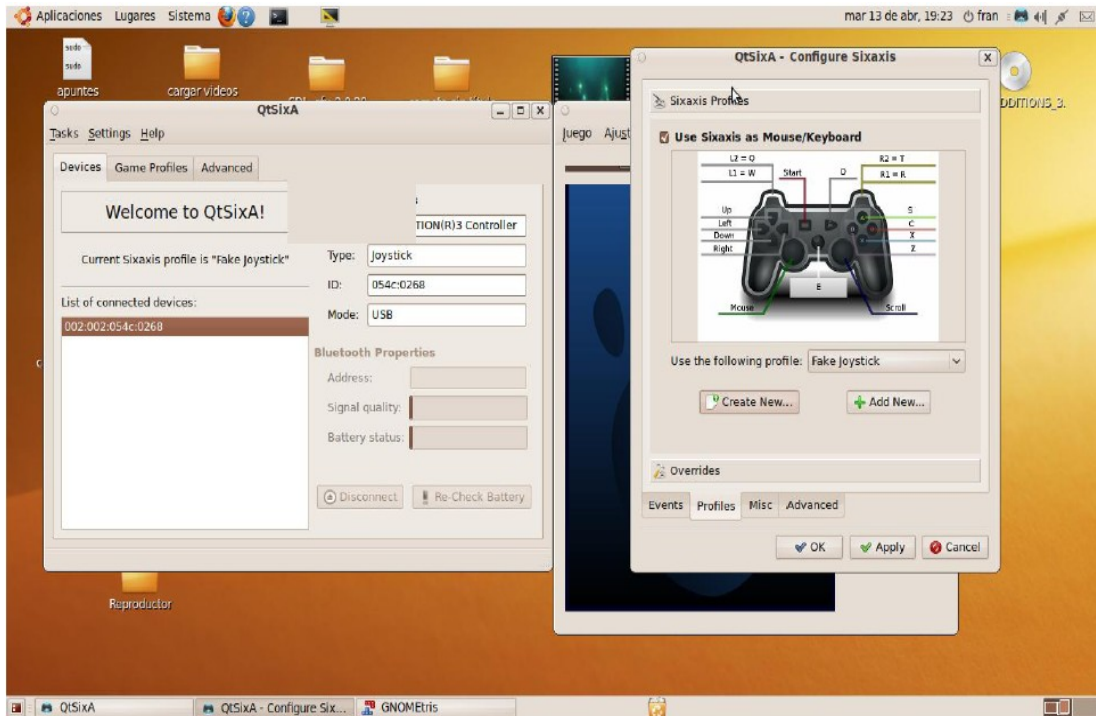 Aplicaciones Lugares Sistema
mar 13 de abr, 19:23 fran
sudo
sudo
apuntes
cargar videos
QtSixA
Tasks Settings Help
Devices Game Profiles Advanced
Welcome to QtSixA!
Current Sixaxis profile is "Fake Joystick"
List of connected devices:
002:002:054c:0268
TION(R)3 Controller
Type: Joystick
ID: 054c:0268
Mode: USB
Bluetooth Properties
Address:
Signal quality:
Battery status:
Disconnect Re-Check Battery
Reproductor
Juego Ajust
QtSixA - Configure Sixaxis
Sixaxis Profiles
Use Sixaxis as Mouse/Keyboard
L2 = Q
L1 = W
Start
D
R2 = T
R1 = R
Up
Left
Down
Right
S
C
X
Z
E
Mouse
Scroll
Use the following profile: Fake Joystick
Create New... Add New...
Overrides
Events Profiles Misc Advanced
OK Apply Cancel
DDITIONS_3.
QtSixA
QtSixA - Configure Six...
GNOMEtris